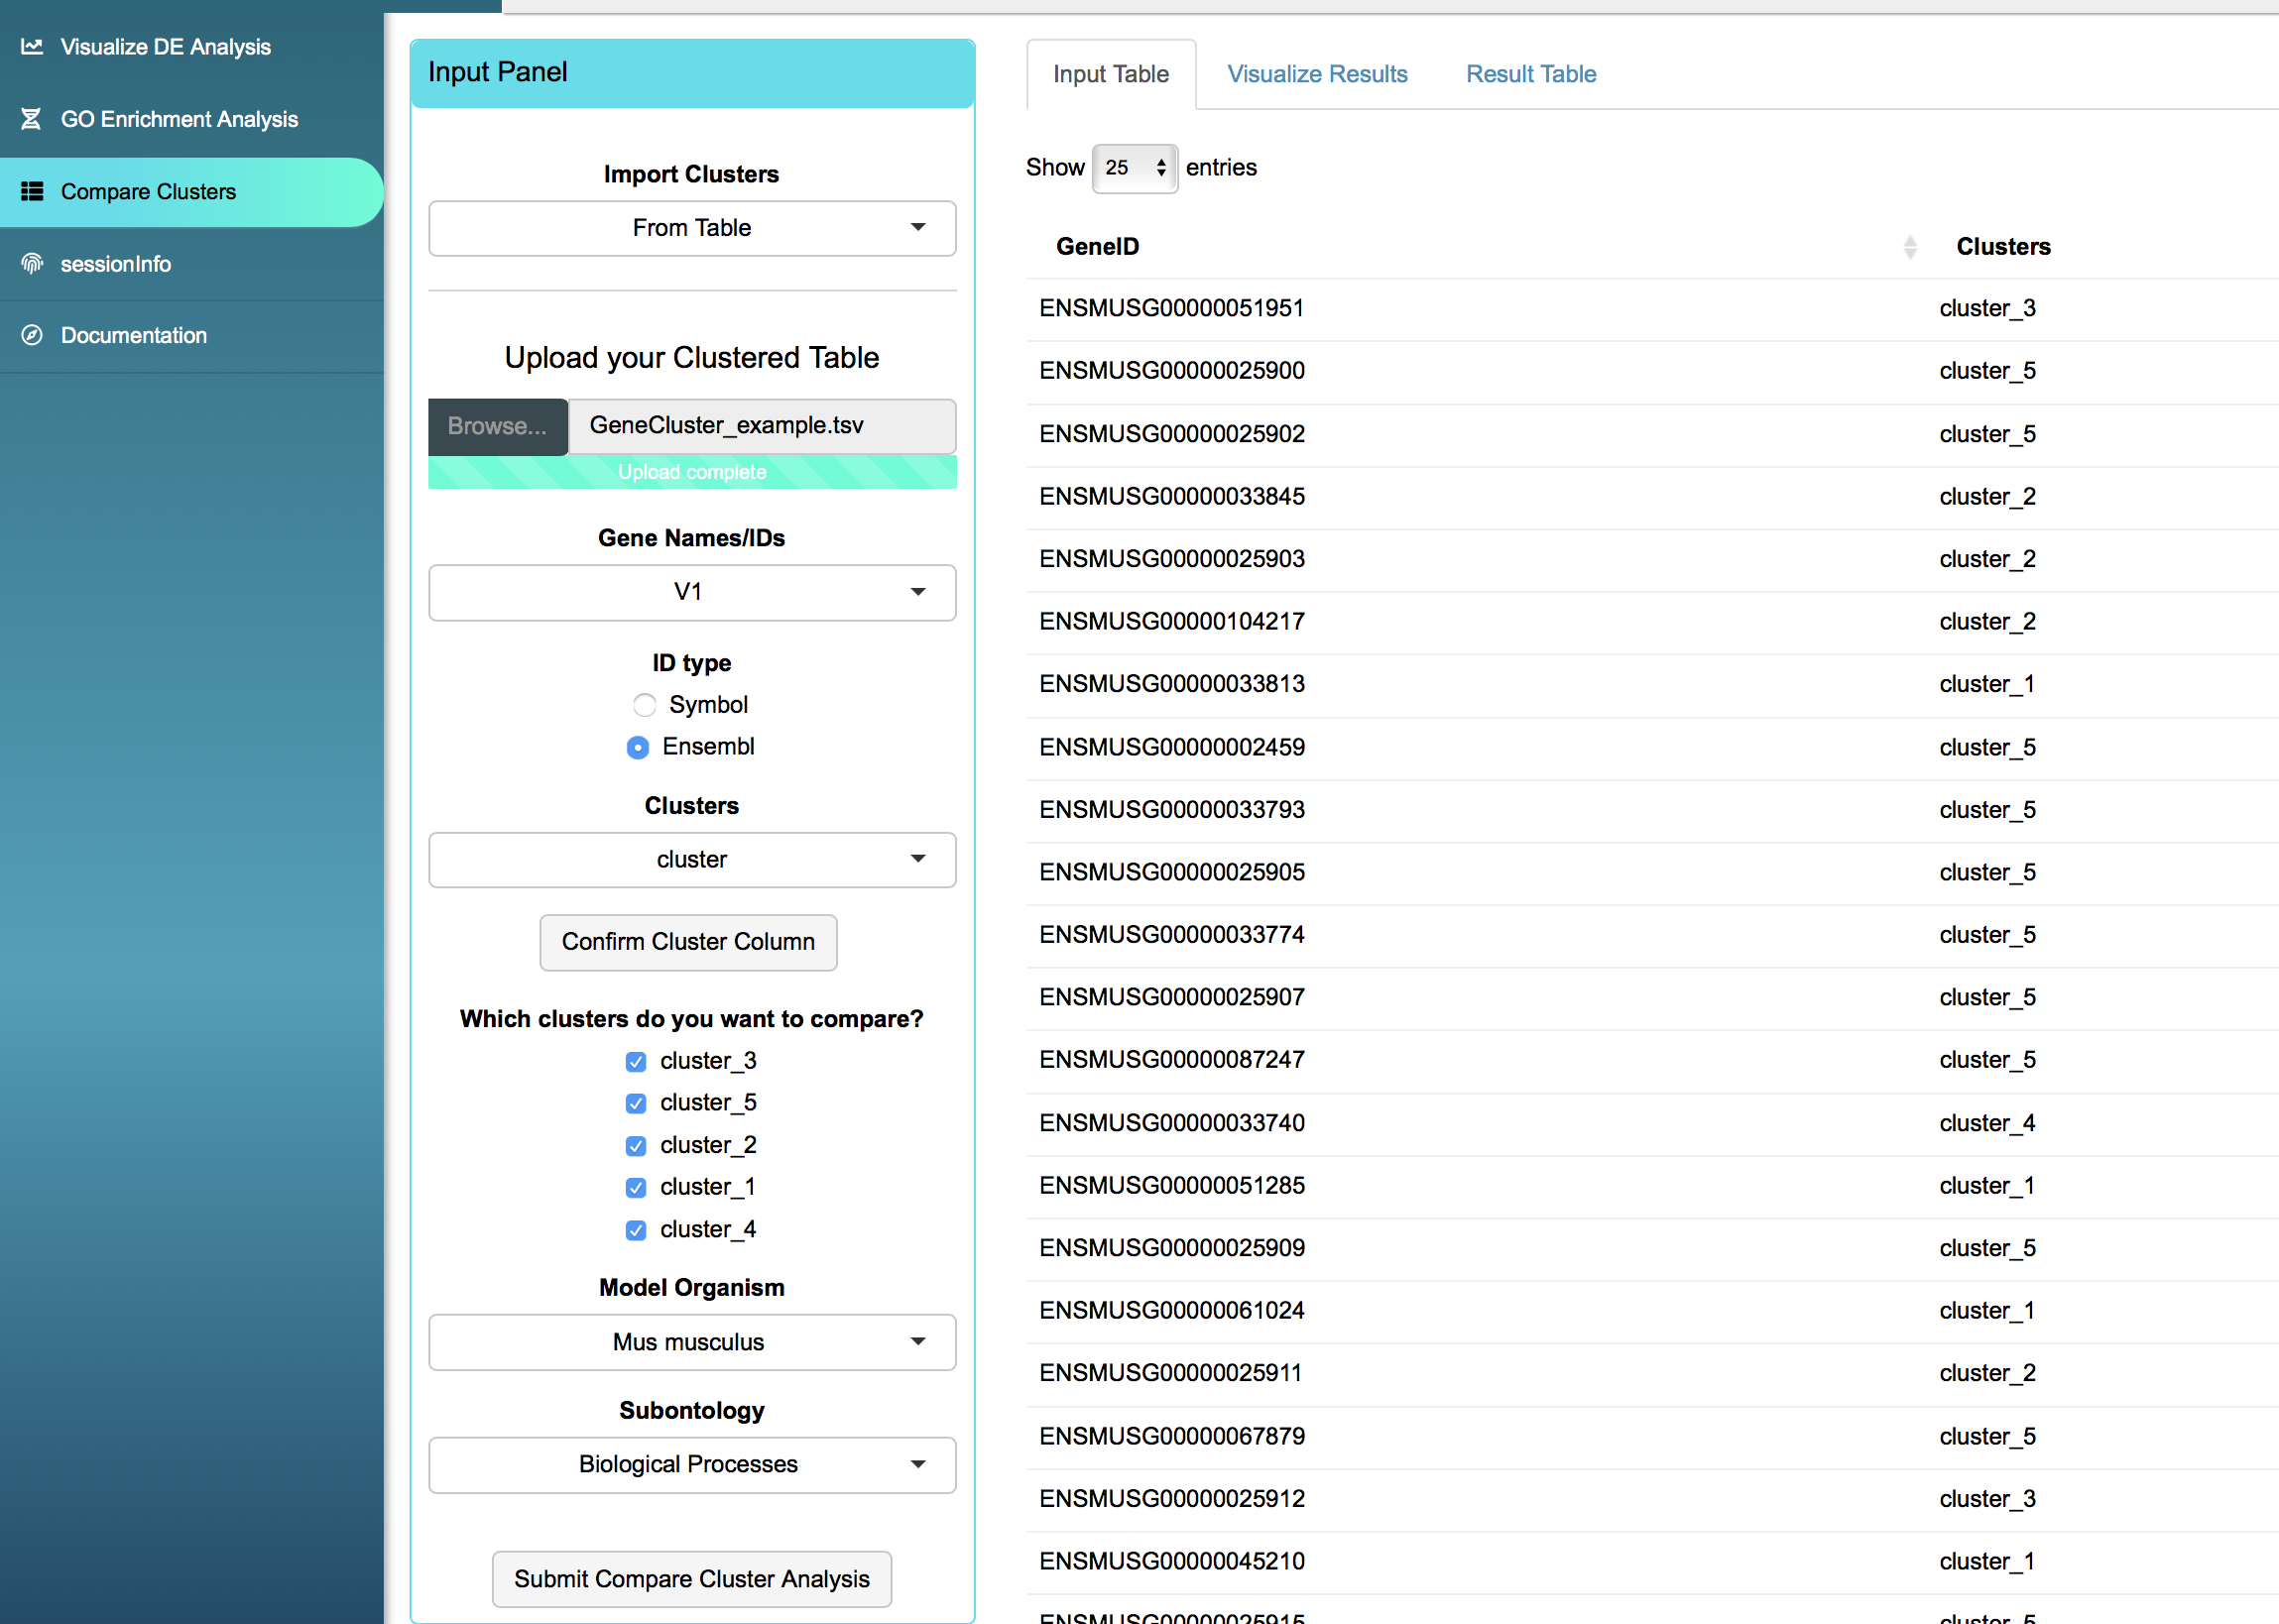 Visualize DE Analysis
GO Enrichment Analysis
Compare Clusters
sessionInfo
Documentation
Input Panel
Import Clusters
From Table
Upload your Clustered Table
Browse... GeneCluster_example.tsv
Upload complete
Gene Names/IDs
V1
ID type
Symbol
Ensembl
Clusters
cluster
Confirm Cluster Column
Which clusters do you want to compare?
cluster_3
cluster_5
cluster_2
cluster_1
cluster_4
Model Organism
Mus musculus
Subontology
Biological Processes
Submit Compare Cluster Analysis
Input Table Visualize Results Result Table
Show 25 entries
GeneID Clusters
ENSMUSG00000051951 cluster_3
ENSMUSG00000025900 cluster_5
ENSMUSG00000025902 cluster_5
ENSMUSG00000033845 cluster_2
ENSMUSG00000025903 cluster_2
ENSMUSG00000104217 cluster_2
ENSMUSG00000033813 cluster_1
ENSMUSG00000002459 cluster_5
ENSMUSG00000033793 cluster_5
ENSMUSG00000025905 cluster_5
ENSMUSG00000033774 cluster_5
ENSMUSG00000025907 cluster_5
ENSMUSG00000087247 cluster_5
ENSMUSG00000033740 cluster_4
ENSMUSG00000051285 cluster_1
ENSMUSG00000025909 cluster_5
ENSMUSG00000061024 cluster_1
ENSMUSG00000025911 cluster_2
ENSMUSG00000067879 cluster_5
ENSMUSG00000025912 cluster_3
ENSMUSG00000045210 cluster_1
ENSMUSG00000025915 cluster_5